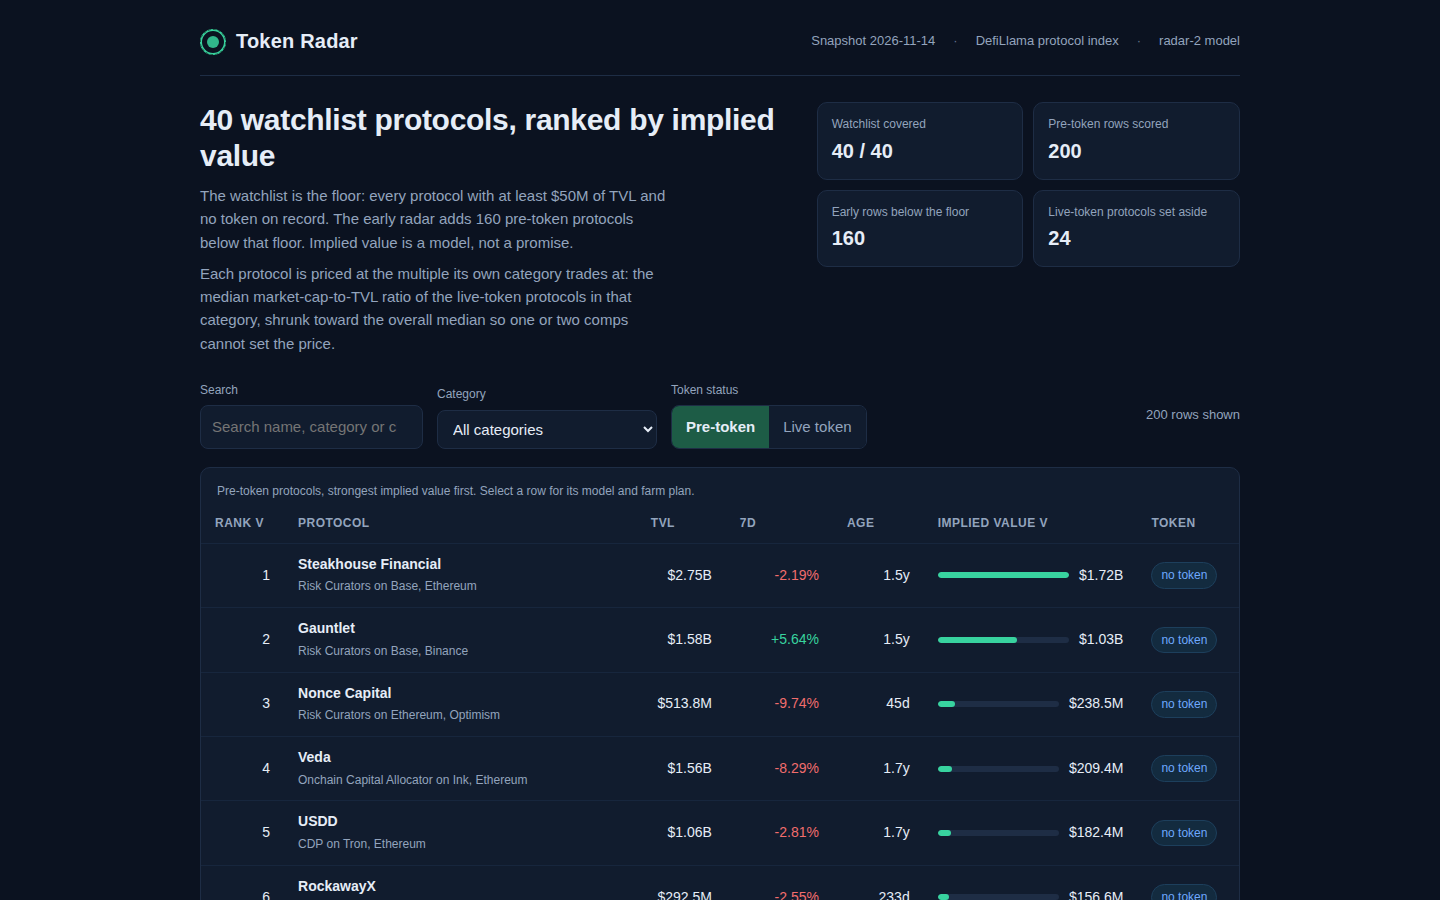 Token Radar
Snapshot 2026-11-14 · DefiLlama protocol index · radar-2 model
40 watchlist protocols, ranked by implied
value
The watchlist is the floor: every protocol with at least $50M of TVL and
no token on record. The early radar adds 160 pre-token protocols
below that floor. Implied value is a model, not a promise.
Each protocol is priced at the multiple its own category trades at: the
median market-cap-to-TVL ratio of the live-token protocols in that
category, shrunk toward the overall median so one or two comps
cannot set the price.
Watchlist covered
40 / 40
Pre-token rows scored
200
Early rows below the floor
160
Live-token protocols set aside
24
Search
Search name, category or c
Category
All categories
Token status
Pre-token Live token
200 rows shown
Pre-token protocols, strongest implied value first. Select a row for its model and farm plan.
RANK V PROTOCOL TVL 7D AGE IMPLIED VALUE V TOKEN
1 Steakhouse Financial $2.75B -2.19% 1.5y $1.72B no token
Risk Curators on Base, Ethereum
2 Gauntlet $1.58B +5.64% 1.5y $1.03B no token
Risk Curators on Base, Binance
3 Nonce Capital $513.8M -9.74% 45d $238.5M no token
Risk Curators on Ethereum, Optimism
4 Veda $1.56B -8.29% 1.7y $209.4M no token
Onchain Capital Allocator on Ink, Ethereum
5 USDD $1.06B -2.81% 1.7y $182.4M no token
CDP on Tron, Ethereum
6 RockawayX $292.5M -2.55% 233d $156.6M no token